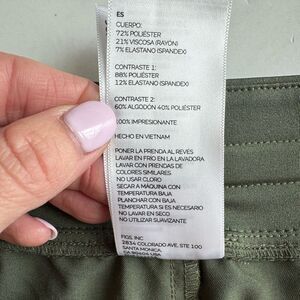 ES
CUERPO:
72% POLIÉSTER
21% VISCOSA (RAYÓN)
7% ELASTANO (SPANDEX)
CONTRASTE 1:
88% POLIÉSTER
12% ELASTANO (SPANDEX)
CONTRASTE 2:
60% ALGODÓN 40% POLIÉSTER
100% IMPRESIONANTE
HECHO EN VIETNAM
PONER LA PRENDA AL REVÉS
LAVAR EN FRÍO EN LA LAVADORA
LAVAR CON PRENDAS DE
COLORES SIMILARES
NO USAR CLORO
SECAR A MÁQUINA CON
TEMPERATURA BAJA
PLANCHAR CON BAJA
TEMPERATURA SI ES NECESARIO
NO LAVAR EN SECO
NO UTILIZAR SUAVIZANTE
FIGS, INC
2834 COLORADO AVE, STE 100
SANTA MONICA,
CA 90404 USA